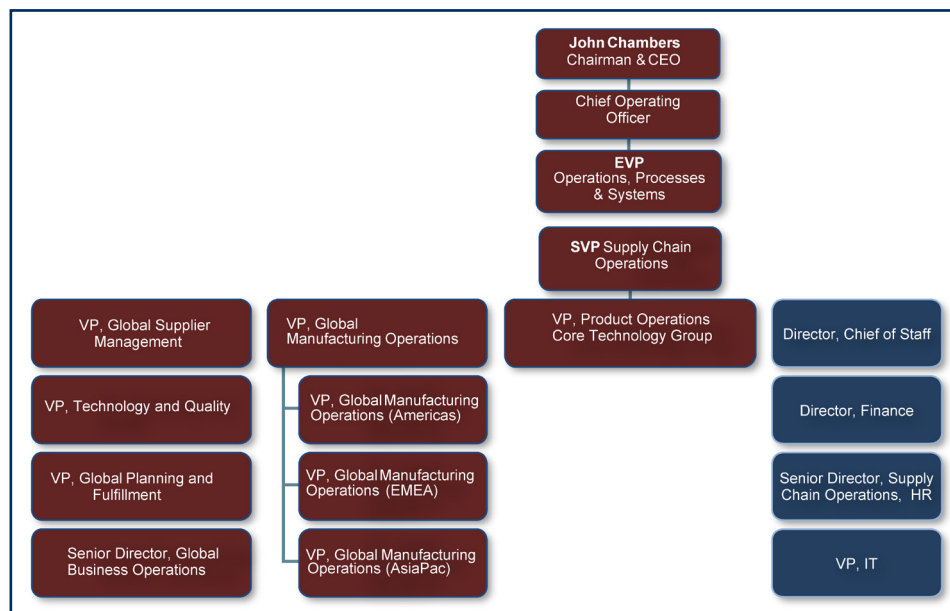 John Chambers
Chairman & CEO
Chief Operating
Officer
EVP
Operations, Processes
& Systems
SVP Supply Chain
Operations
VP, Global Supplier
Management
VP, Global
Manufacturing Operations
VP, Product Operations
Core Technology Group
Director, Chief of Staff
VP, Technology and Quality
VP, Global Manufacturing
Operations (Americas)
Director, Finance
VP, Global Planning and
Fulfillment
VP, Global Manufacturing
Operations (EMEA)
Senior Director, Supply
Chain Operations, HR
Senior Director, Global
Business Operations
VP, Global Manufacturing
Operations (AsiaPac)
VP, IT